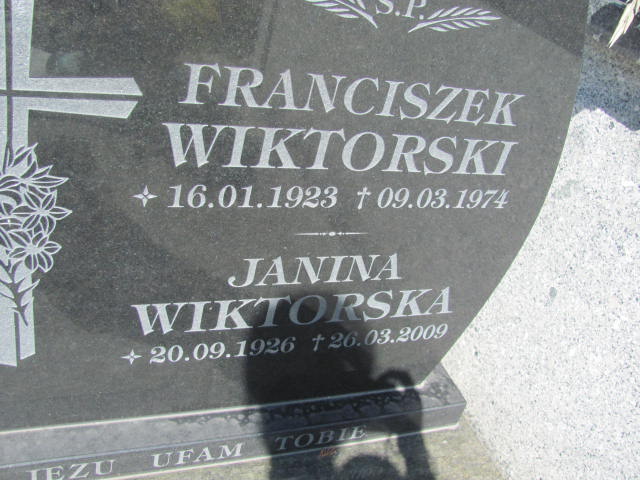 S.P.
FRANCISZEK
WIKTORSKI
16.01.1923 † 09.03.1974
JANINA
WIKTORSKA
20.09.1926 † 26.03.2009
JEZU UFAM TOBIE